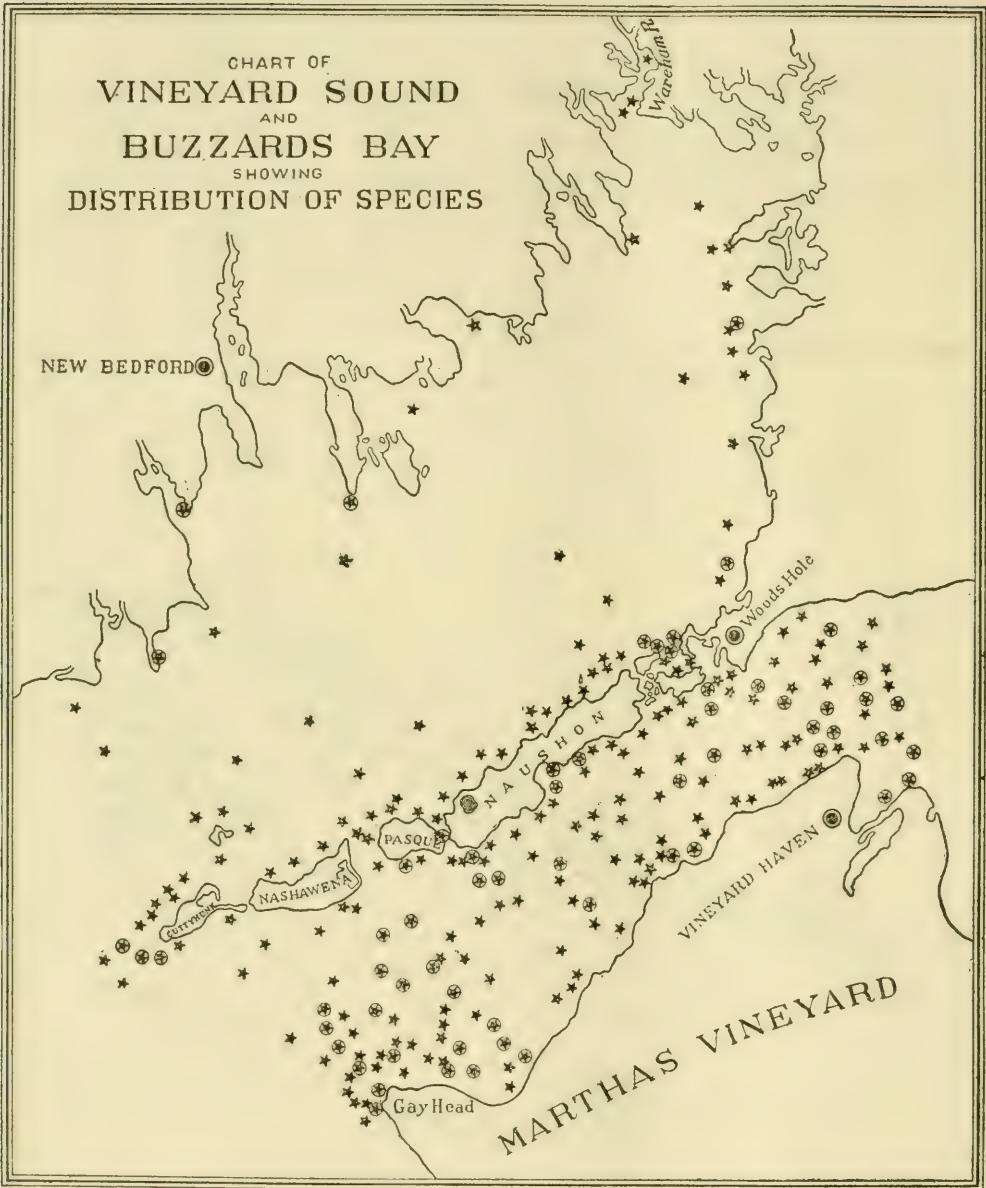 CHART OF
VINEYARD SOUND
AND
BUZZARDS BAY
SHOWING
DISTRIBUTION OF SPECIES
Wareham R
NEW BEDFORD
Woods Hole
NAUSHON
PASQUE
NASHAWENA
CUTTYHUNK
VINEYARD HAVEN
MARTHAS VINEYARD
Gay Head